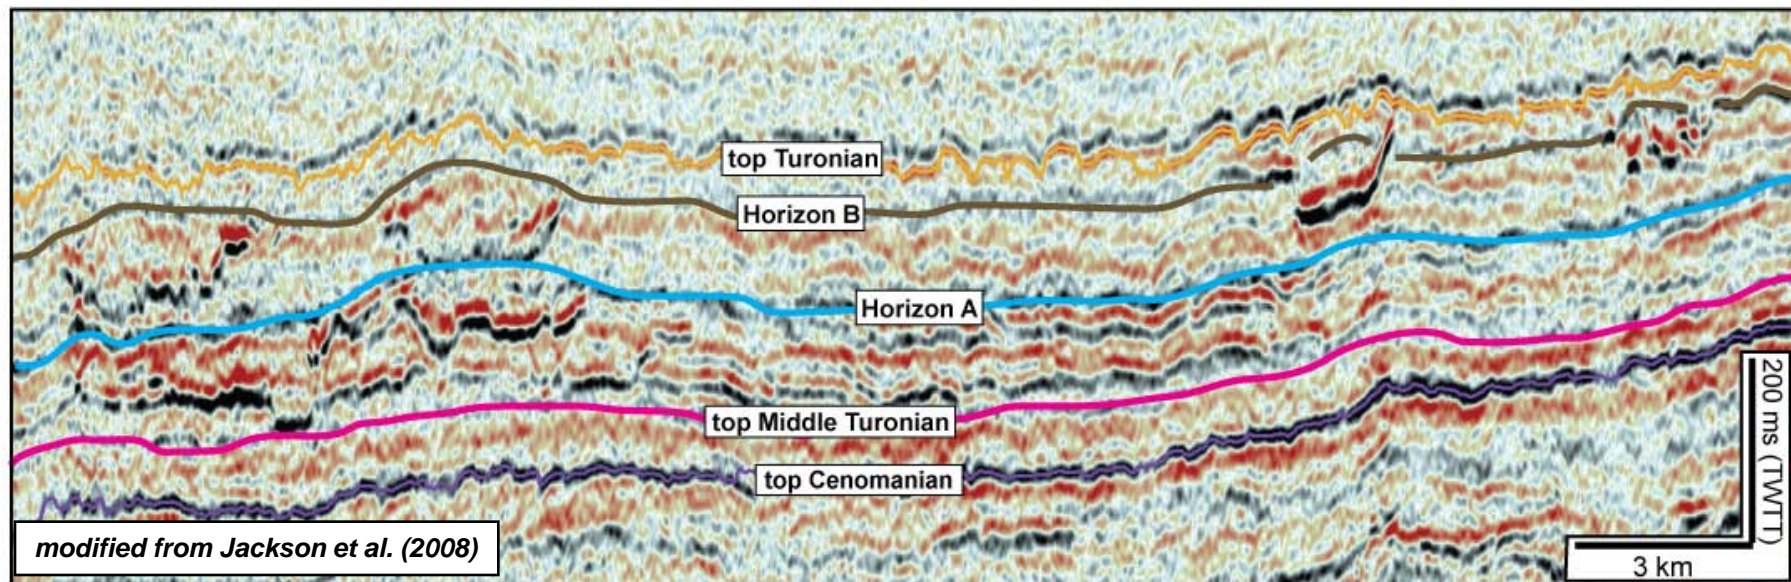 top Turonian
Horizon B
Horizon A
top Middle Turonian
top Cenomanian
200 ms (TWTT)
modified from Jackson et al. (2008)
3 km